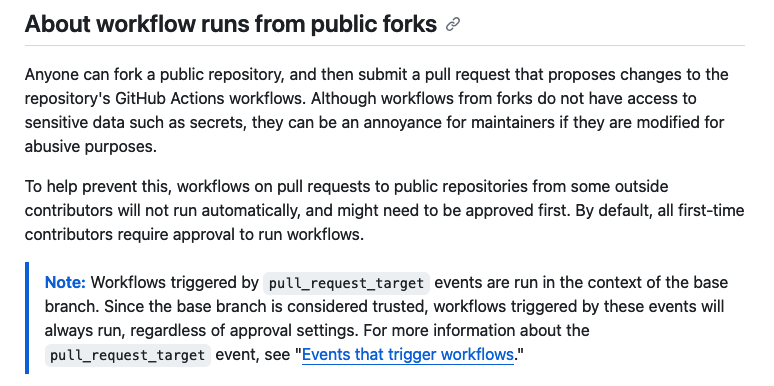 About workflow runs from public forks
Anyone can fork a public repository, and then submit a pull request that proposes changes to the
repository's GitHub Actions workflows. Although workflows from forks do not have access to
sensitive data such as secrets, they can be an annoyance for maintainers if they are modified for
abusive purposes.
To help prevent this, workflows on pull requests to public repositories from some outside
contributors will not run automatically, and might need to be approved first. By default, all first-time
contributors require approval to run workflows.
Note: Workflows triggered by pull_request_target events are run in the context of the base
branch. Since the base branch is considered trusted, workflows triggered by these events will
always run, regardless of approval settings. For more information about the
pull_request_target event, see "Events that trigger workflows."